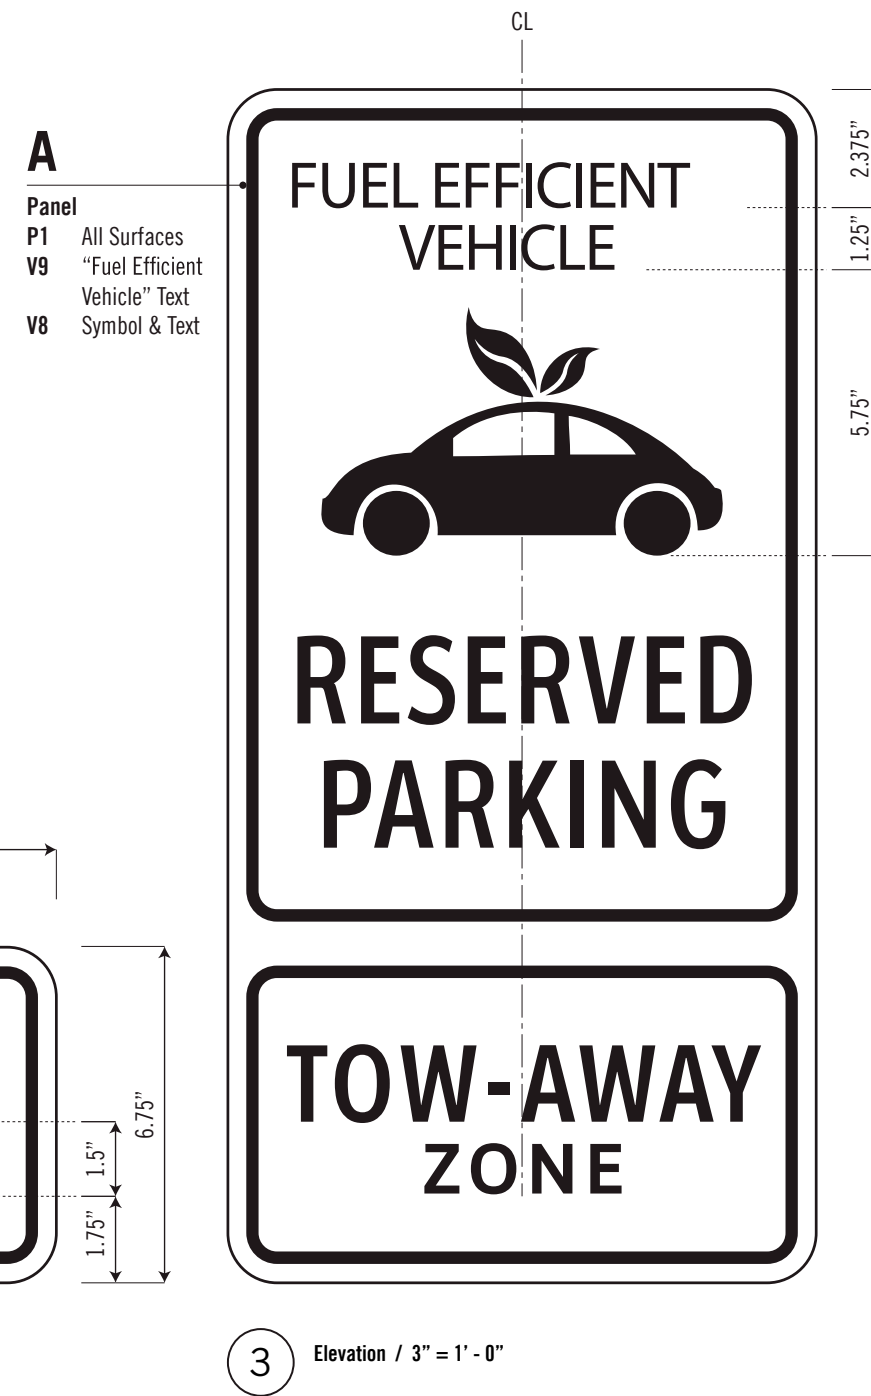 CL
A
Panel
P1 All Surfaces
V9 “Fuel Efficient
Vehicle” Text
V8 Symbol & Text
FUEL EFFICIENT
VEHICLE
2.375”
1.25”
5.75”
RESERVED
PARKING
TOW-AWAY
ZONE
6.75”
1.5”
1.75”
3 Elevation / 3” = 1’ - 0”